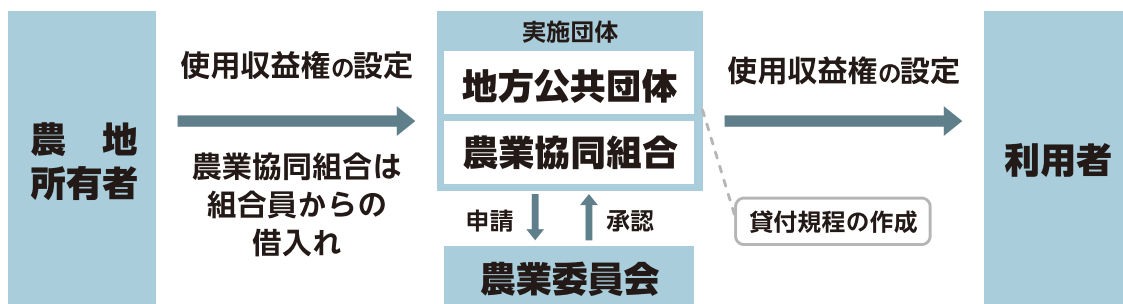 農　地
所有者
使用収益権の設定
農業協同組合は
組合員からの
借入れ
実施団体
地方公共団体
農業協同組合
申請
承認
農業委員会
使用収益権の設定
貸付規程の作成
利用者